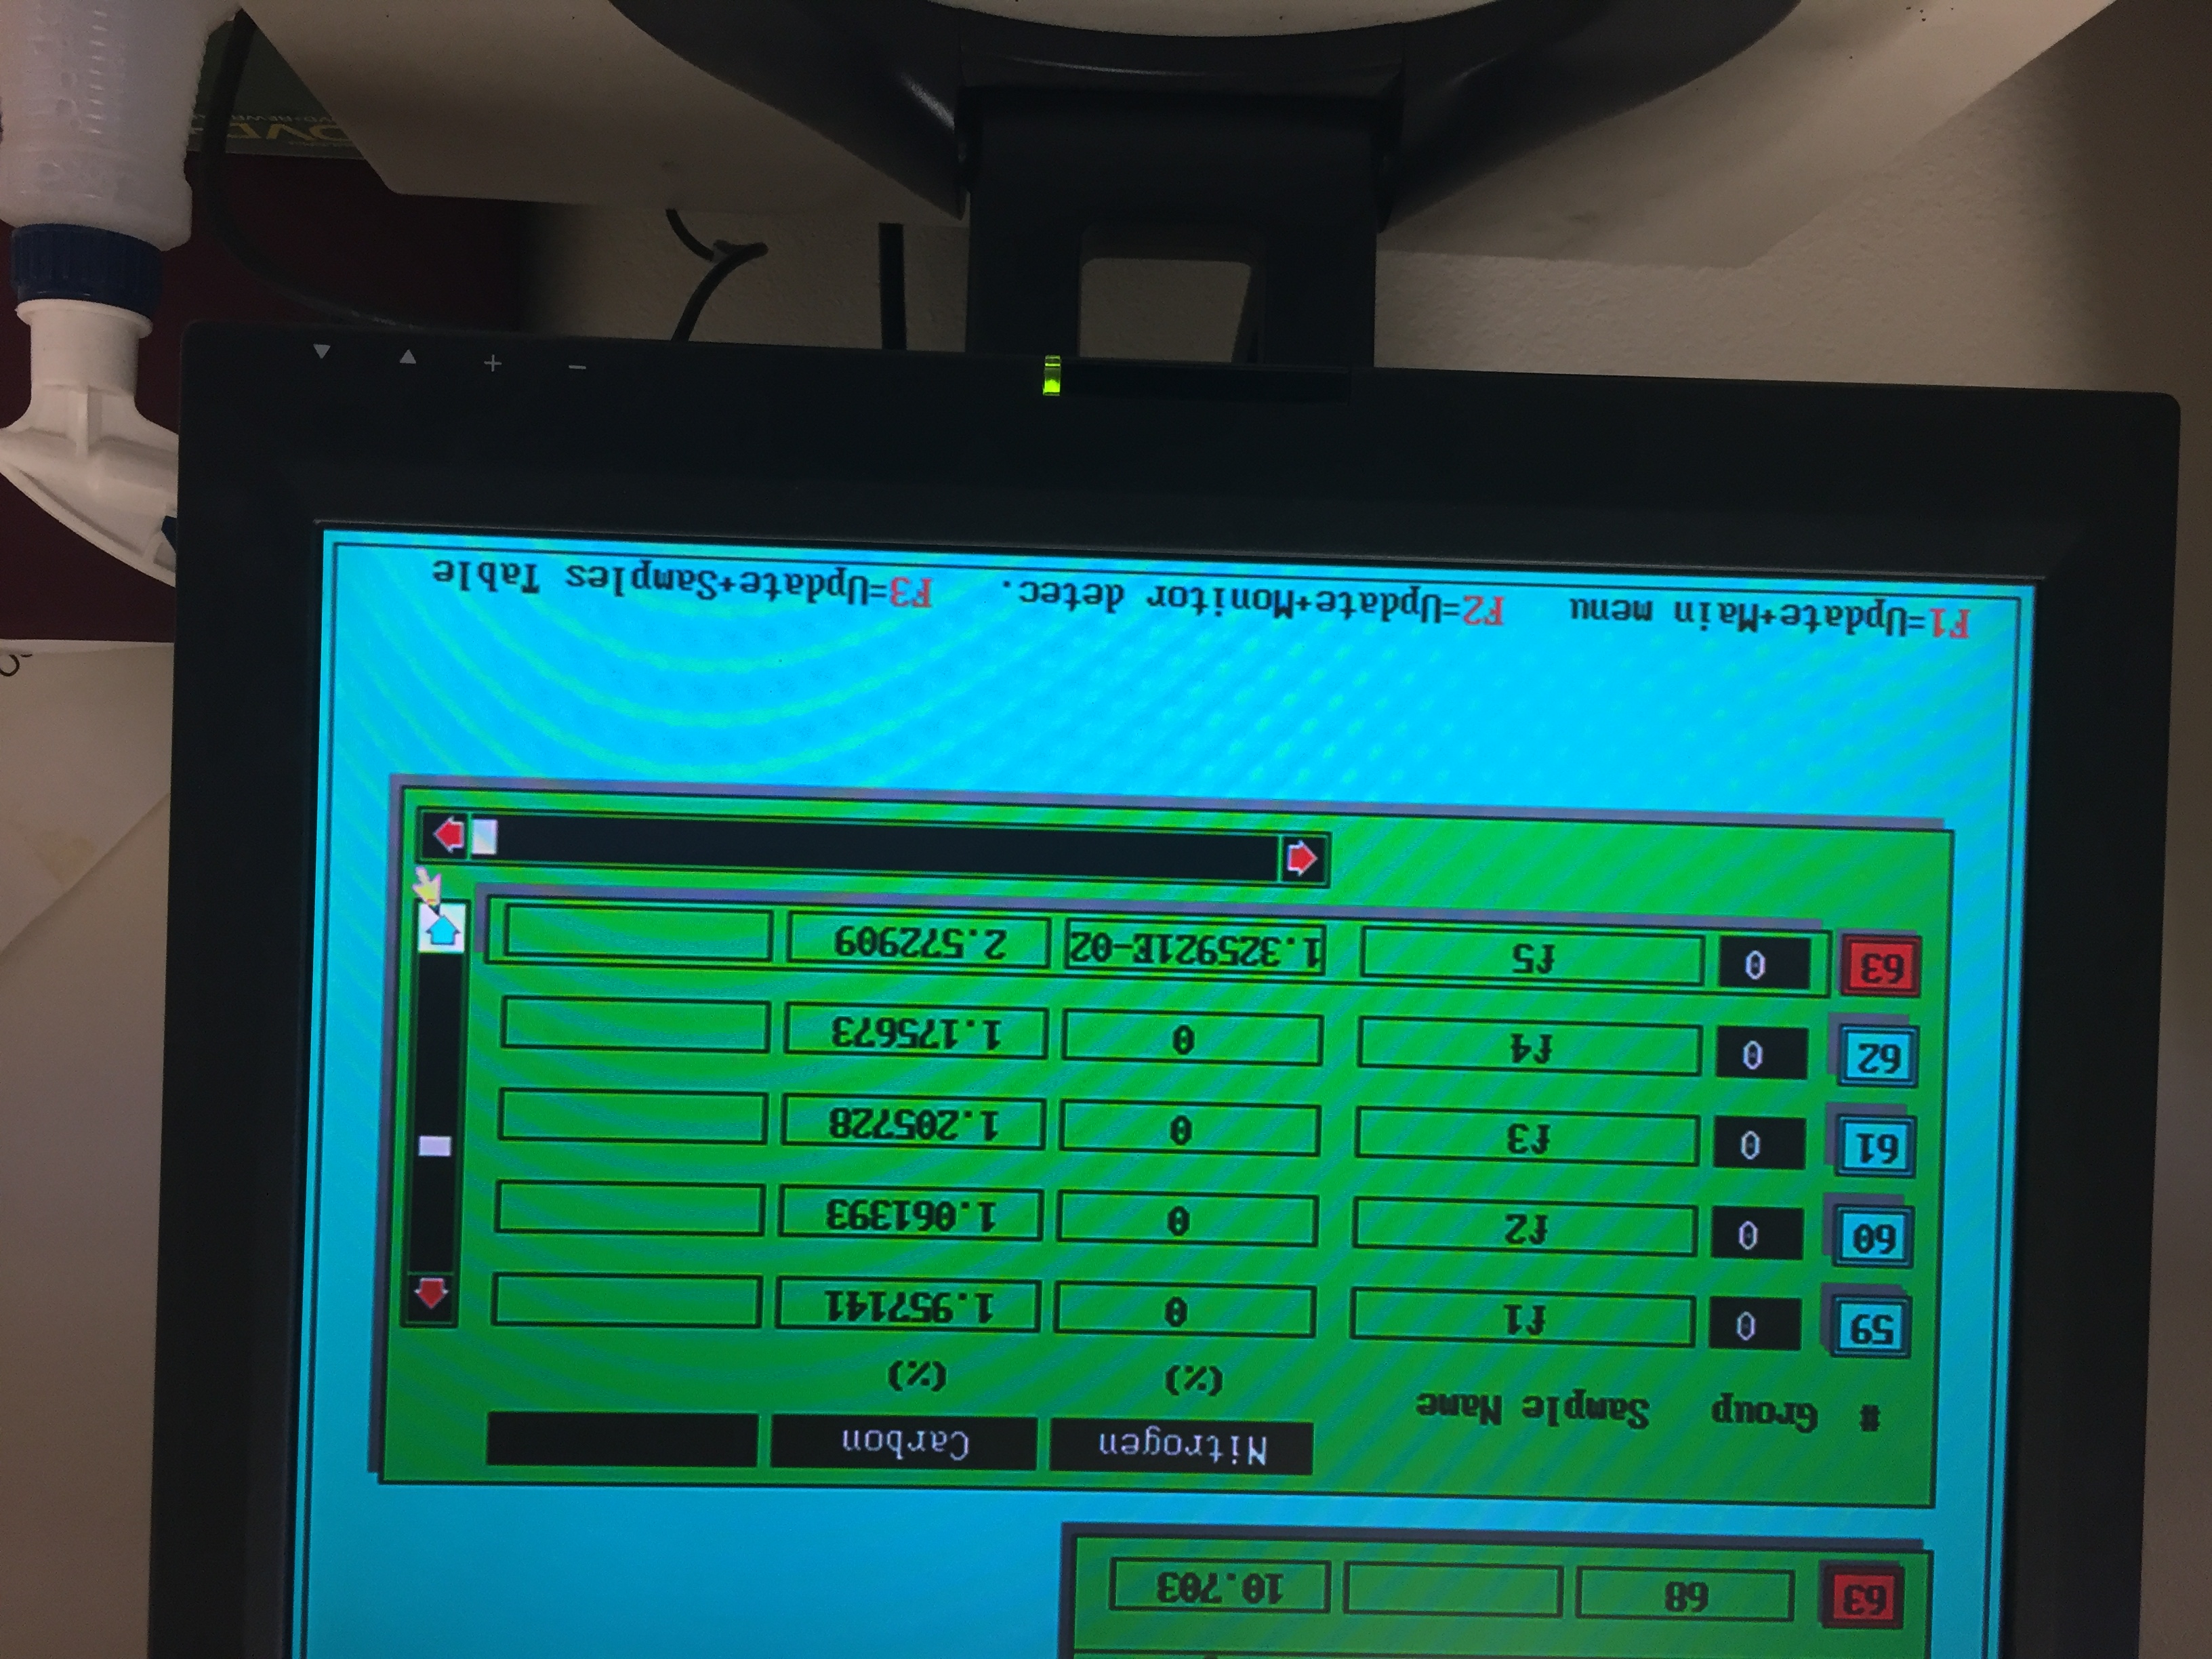 63 68 10.703
Nitrogen Carbon
# Group Sample Name (%) (%)
59 0 f1 0 1.957141
60 0 f2 0 1.061393
61 0 f3 0 1.205728
62 0 f4 0 1.175673
63 0 f5 1.325921E-02 2.572909
F1=Update+Main menu F2=Update+Monitor detec. F3=Update+Samples Table
- + ▼ ▲